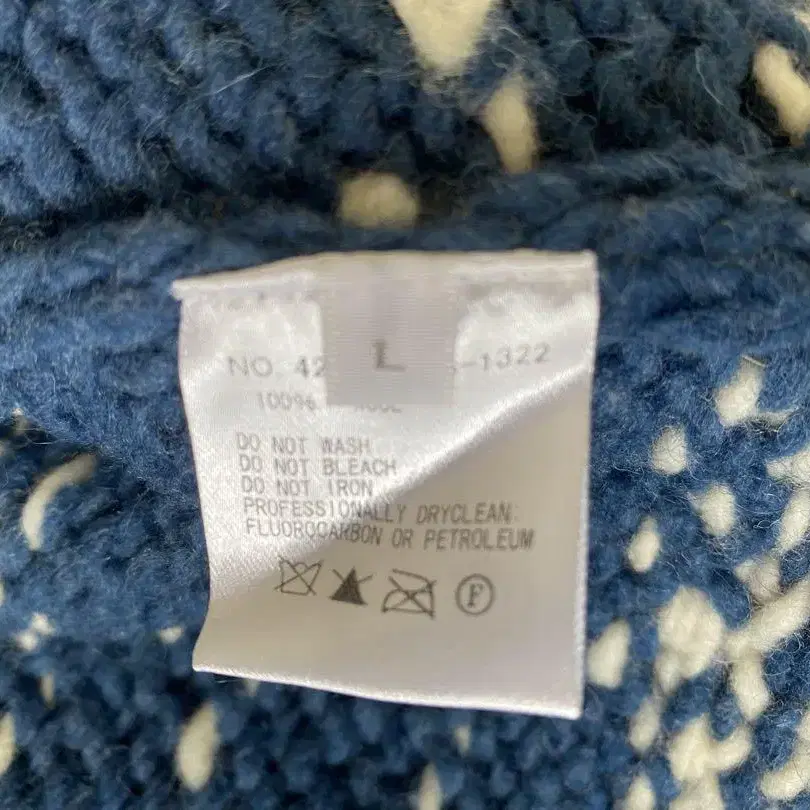 L
NO. 42 -1322
100%
DO NOT WASH
DO NOT BLEACH
DO NOT IRON
PROFESSIONALLY DRYCLEAN:
FLUOROCARBON OR PETROLEUM
F